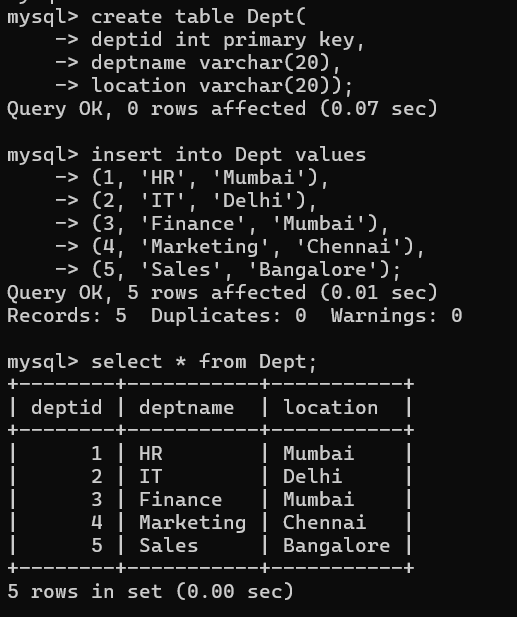 mysql> create table Dept(
    -> deptid int primary key,
    -> deptname varchar(20),
    -> location varchar(20));
Query OK, 0 rows affected (0.07 sec)

mysql> insert into Dept values
    -> (1, 'HR', 'Mumbai'),
    -> (2, 'IT', 'Delhi'),
    -> (3, 'Finance', 'Mumbai'),
    -> (4, 'Marketing', 'Chennai'),
    -> (5, 'Sales', 'Bangalore');
Query OK, 5 rows affected (0.01 sec)
Records: 5  Duplicates: 0  Warnings: 0

mysql> select * from Dept;
+--------+-----------+-----------+
| deptid | deptname  | location  |
+--------+-----------+-----------+
|      1 | HR        | Mumbai    |
|      2 | IT        | Delhi     |
|      3 | Finance   | Mumbai    |
|      4 | Marketing | Chennai   |
|      5 | Sales     | Bangalore |
+--------+-----------+-----------+
5 rows in set (0.00 sec)